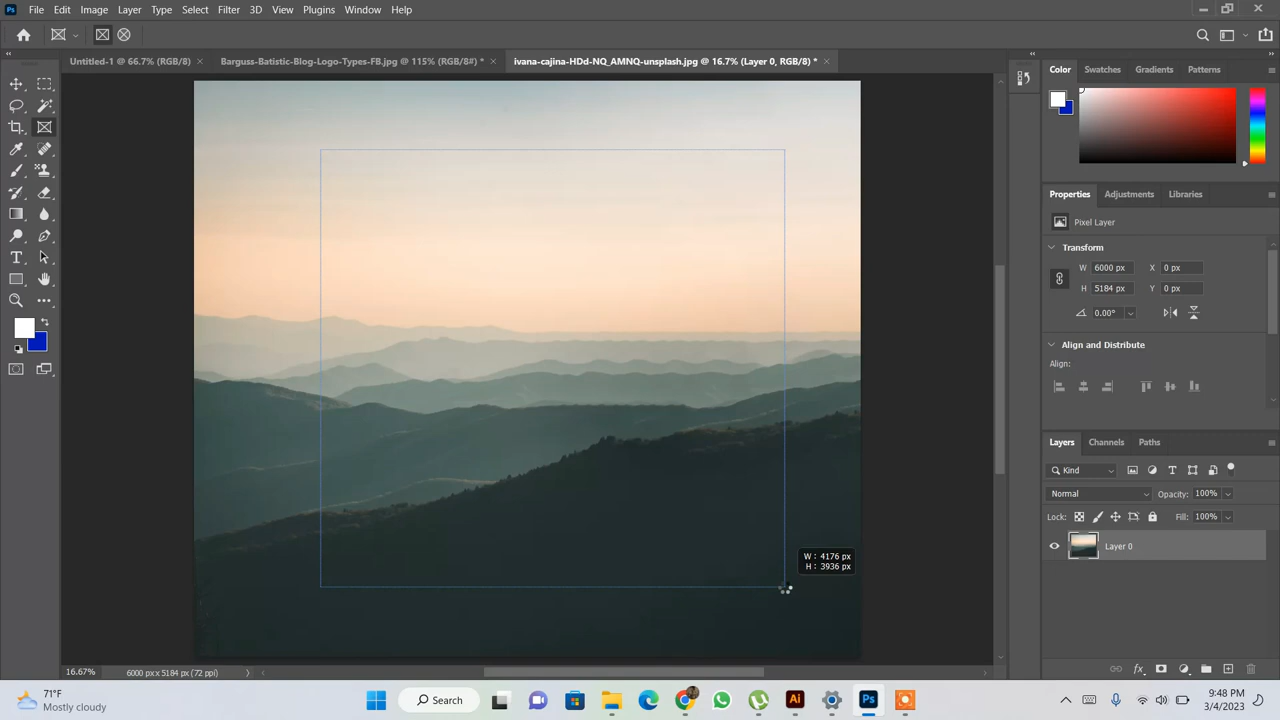 Ps File Edit Image Layer Type Select Filter 3D View Plugins Window Help
Untitled-1 @ 66.7% (RGB/8) Barguss-Batistic-Blog-Logo-Types-FB.jpg @ 115% (RGB/8#) * ivana-cajina-HDd-NQ_AMNQ-unsplash.jpg @ 16.7% (Layer 0, RGB/8) *
Color Swatches Gradients Patterns
Properties Adjustments Libraries
Pixel Layer
Transform
W 6000 px X 0 px
H 5184 px Y 0 px
0.00°
Align and Distribute
Align:
Layers Channels Paths
Kind
Normal Opacity: 100%
Lock: Fill: 100%
Layer 0
W: 4176 px
H: 3936 px
16.67% 6000 px x 5184 px (72 ppi)
71°F
Mostly cloudy
Search
Ai
Ps
9:48 PM
3/4/2023